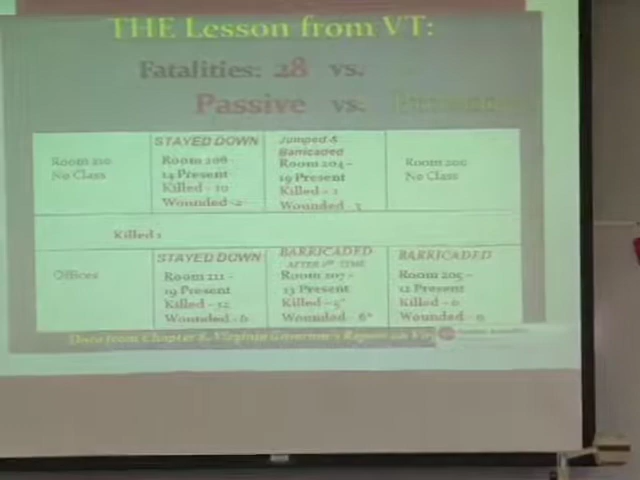 THE Lesson from VT:
Fatalities: 28 vs.
Passive vs.
Room 210
No Class
STAYED DOWN
Room 206 -
14 Present
Killed - 10
Wounded - 2
Jumped &
Barricaded
Room 204 -
19 Present
Killed - 1
Wounded - 3
Room 200
No Class
Killed 1
Offices
STAYED DOWN
Room 211 -
19 Present
Killed - 12
Wounded - 6
BARRICADED
AFTER 1ST TIME
Room 207 -
13 Present
Killed - 5*
Wounded - 6*
BARRICADED
Room 205 -
12 Present
Killed - 0
Wounded - 0
Data from Chapter 8, Virginia Governor's Report on